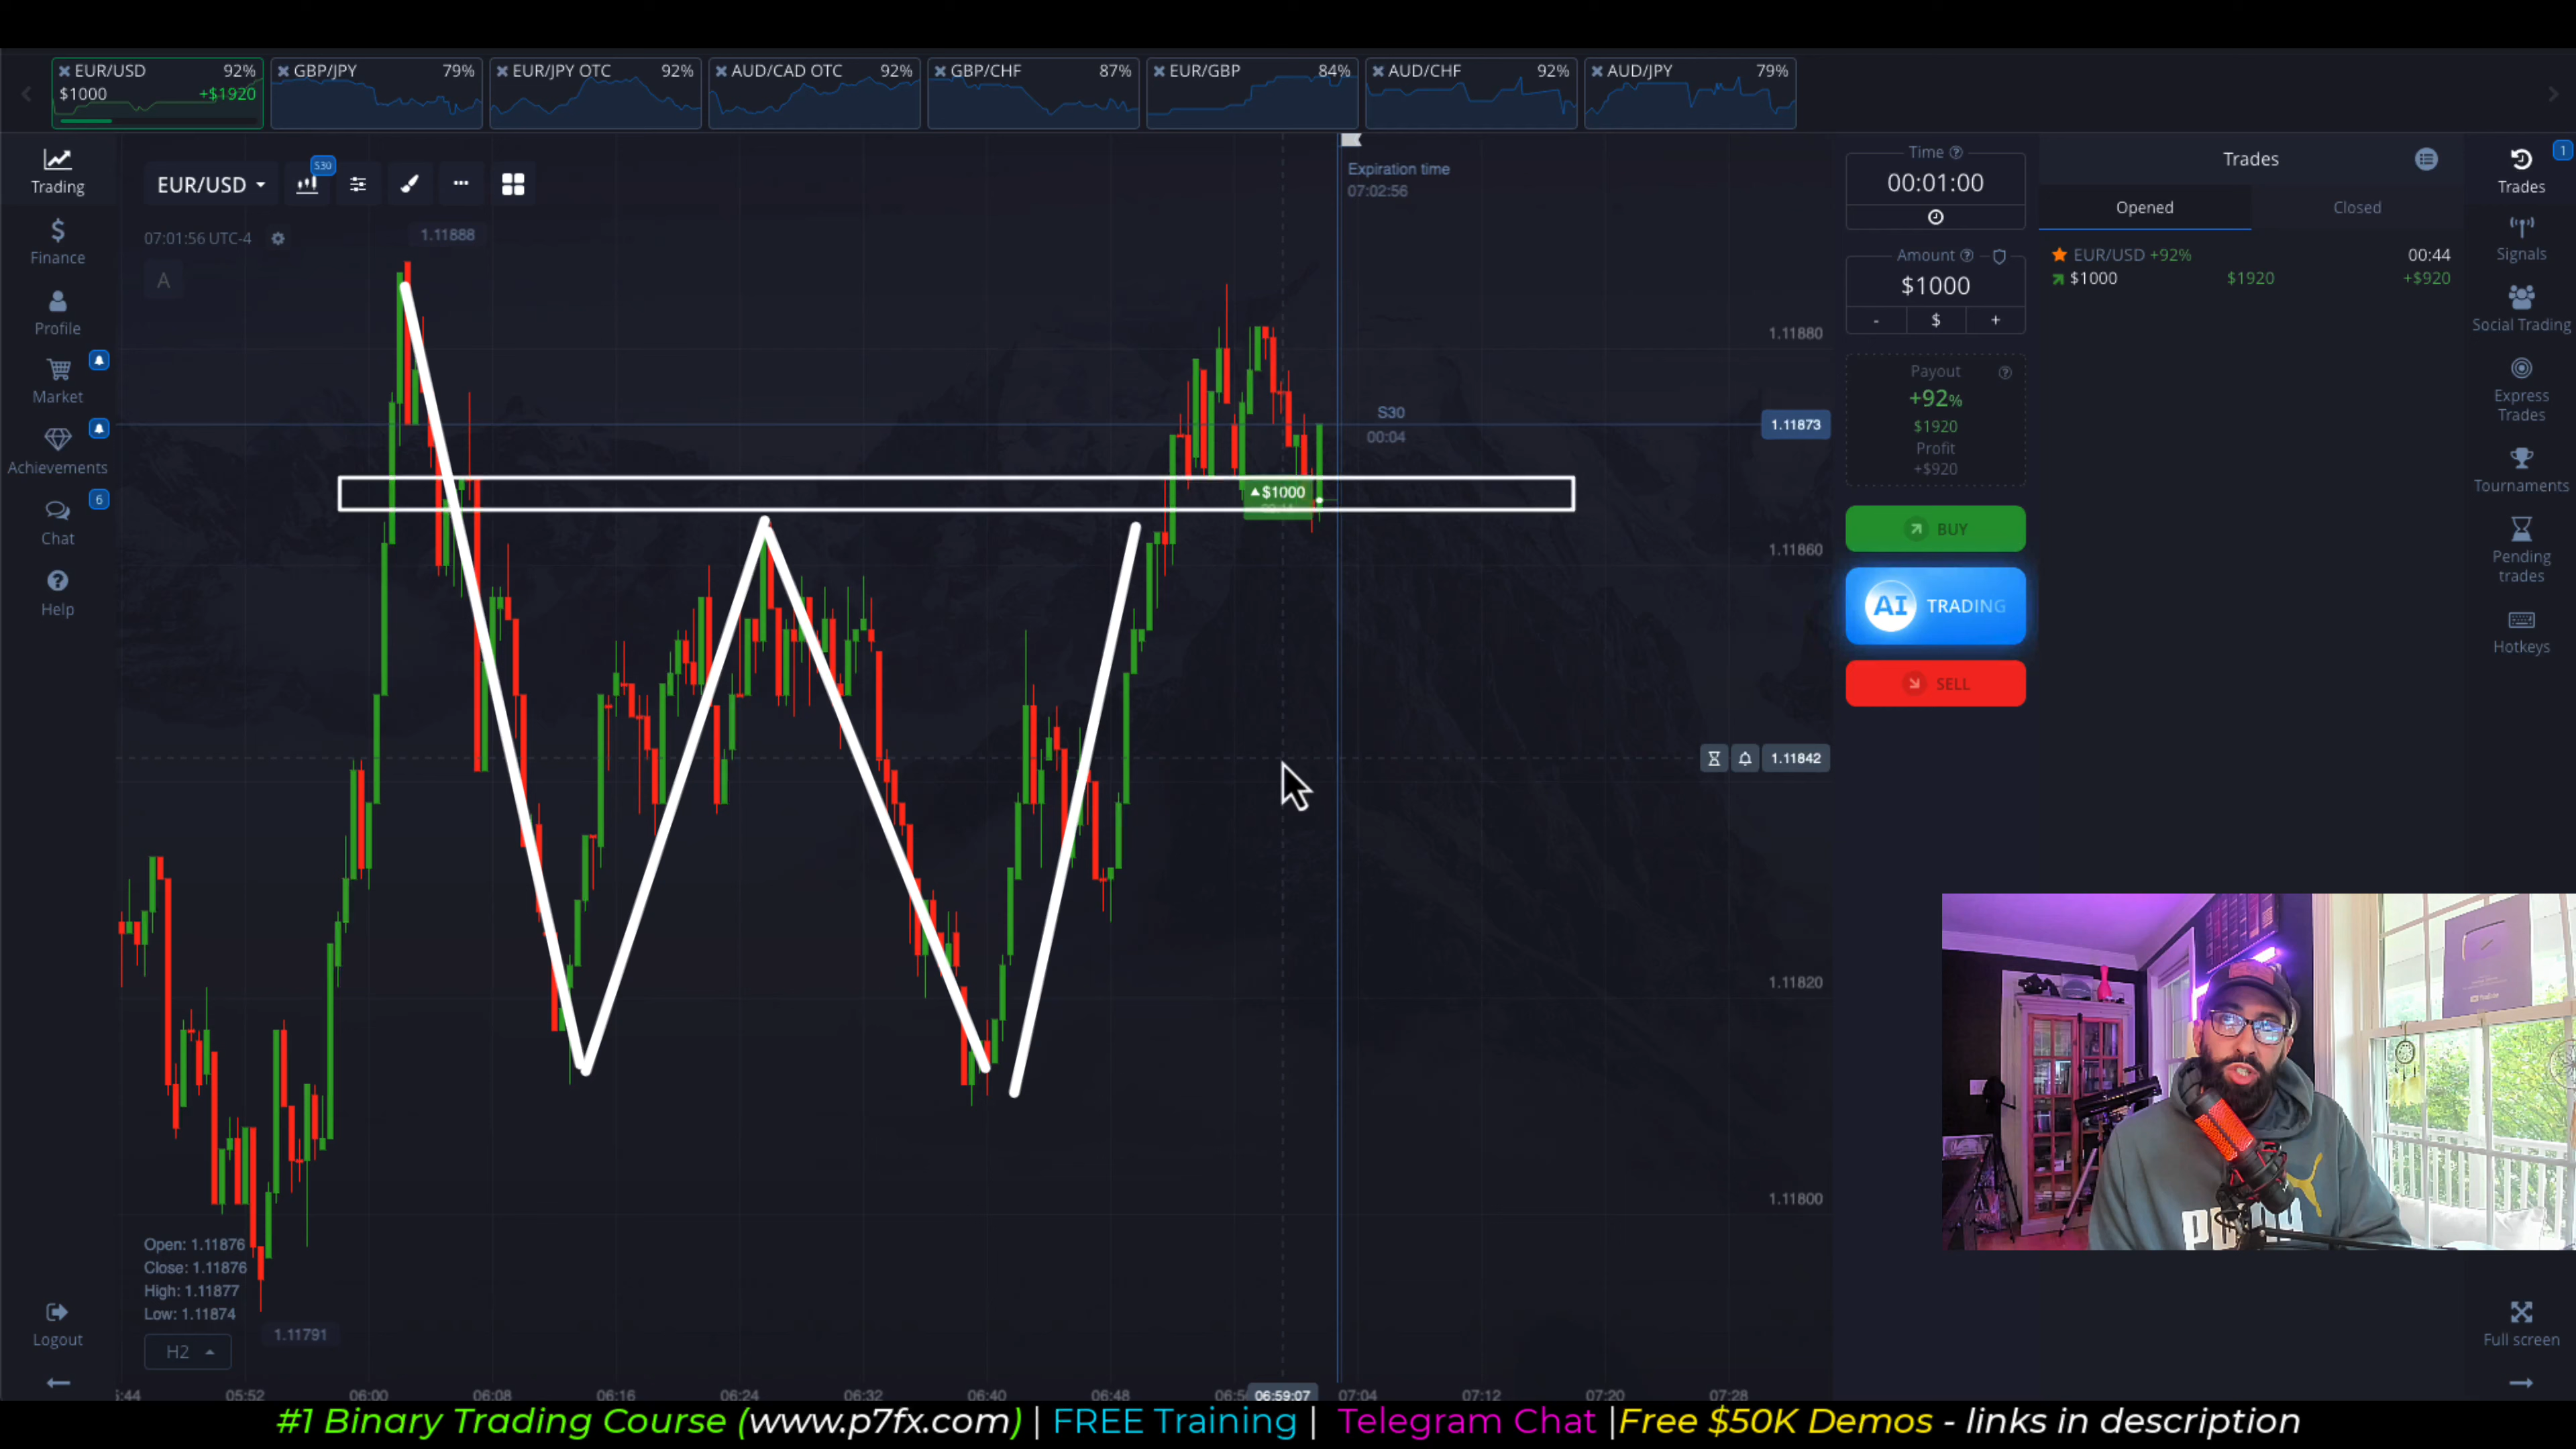 EUR/USD 92%
$1000 +$1920
GBP/JPY 79%
EUR/JPY OTC 92%
AUD/CAD OTC 92%
GBP/CHF 87%
EUR/GBP 84%
AUD/CHF 92%
AUD/JPY 79%
Trading
Finance
Profile
Market
Achievements
6
Chat
Help
Logout
EUR/USD
S30
07:01:56 UTC-4
A
1.11888
Expiration time
07:02:56
1.11880
S30
00:04
1.11873
$1000
1.11860
1.11842
1.11820
1.11800
Open: 1.11876
Close: 1.11876
High: 1.11877
Low: 1.11874
1.11791
H2
05:52
06:00
06:08
06:16
06:24
06:32
06:40
06:48
06:59:07
07:04
07:12
07:20
07:28
Time
00:01:00
Amount
$1000
- $ +
Payout
+92%
$1920
Profit
+$920
BUY
AI TRADING
SELL
Trades
Opened
Closed
EUR/USD +92% 00:44
$1000 $1920 +$920
1
Trades
Signals
Social Trading
Express
Trades
Tournaments
Pending
trades
Hotkeys
Full screen
#1 Binary Trading Course (www.p7fx.com) | FREE Training | Telegram Chat |Free $50K Demos - links in description